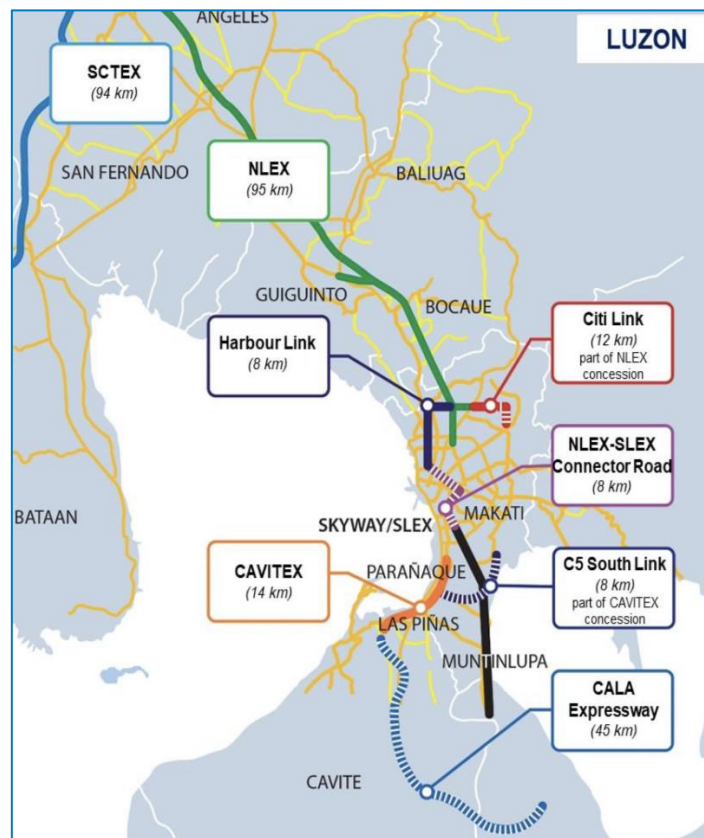 ANGELES
LUZON
SCTEX
(94 km)
SAN FERNANDO
NLEX
(95 km)
BALIUAG
GUIGUINTO
BOCAUE
Harbour Link
(8 km)
Citi Link
(12 km)
part of NLEX
concession
NLEX-SLEX
Connector Road
(8 km)
BATAAN
SKYWAY/SLEX
MAKATI
CAVITEX
(14 km)
PARAÑAQUE
C5 South Link
(8 km)
part of CAVITEX
concession
LAS PIÑAS
MUNTINLUPA
CALA
Expressway
(45 km)
CAVITE